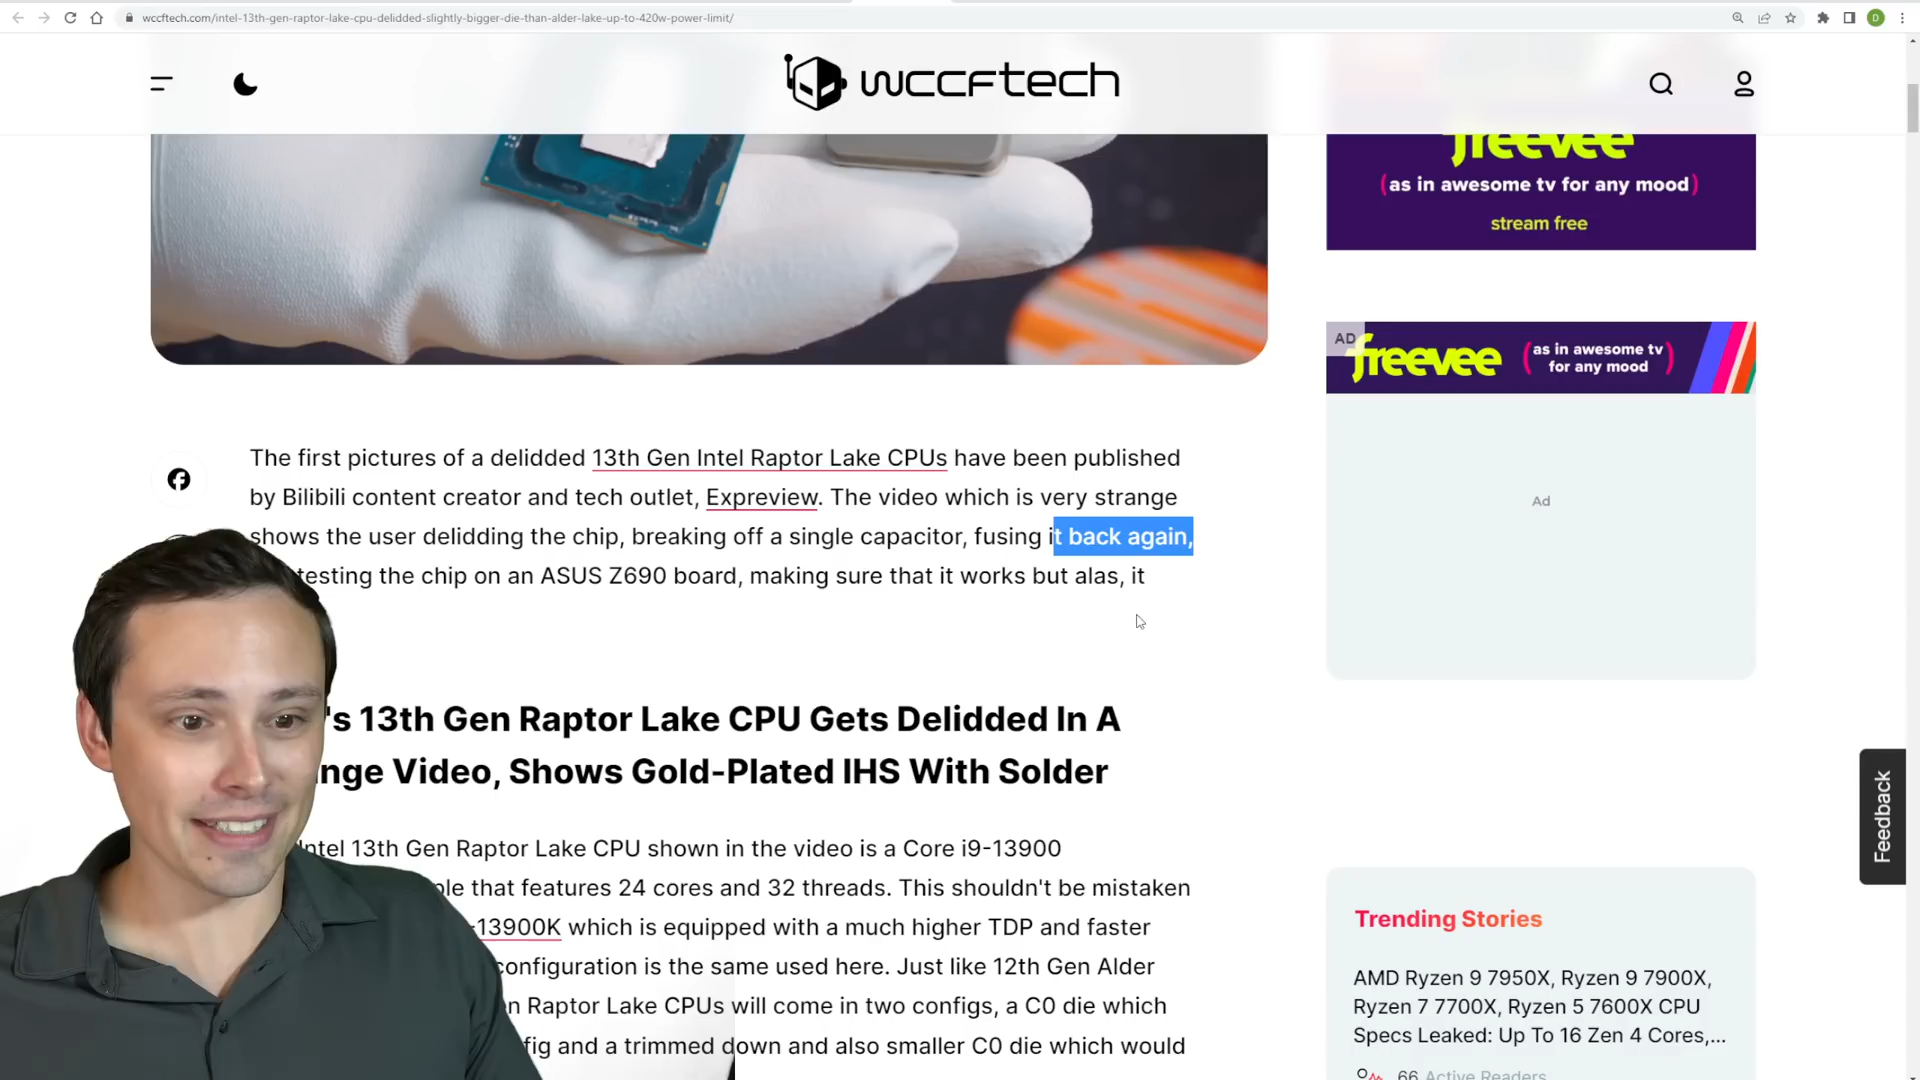 wccftech.com/intel-13th-gen-raptor-lake-cpu-delidded-slightly-bigger-die-than-alder-lake-up-to-420w-power-limit/
D
wccftech
freevee
(as in awesome tv for any mood)
stream free
AD
freevee
(as in awesome tv
for any mood)
Ad
The first pictures of a delidded 13th Gen Intel Raptor Lake CPUs have been published
by Bilibili content creator and tech outlet, Expreview. The video which is very strange
shows the user delidding the chip, breaking off a single capacitor, fusing it back again,
testing the chip on an ASUS Z690 board, making sure that it works but alas, it
's 13th Gen Raptor Lake CPU Gets Delidded In A
Video, Shows Gold-Plated IHS With Solder
Intel 13th Gen Raptor Lake CPU shown in the video is a Core i9-13900
that features 24 cores and 32 threads. This shouldn't be mistaken
-13900K which is equipped with a much higher TDP and faster
configuration is the same used here. Just like 12th Gen Alder
Raptor Lake CPUs will come in two configs, a C0 die which
and a trimmed down and also smaller C0 die which would
Feedback
Trending Stories
AMD Ryzen 9 7950X, Ryzen 9 7900X,
Ryzen 7 7700X, Ryzen 5 7600X CPU
Specs Leaked: Up To 16 Zen 4 Cores,...
66 Active Readers